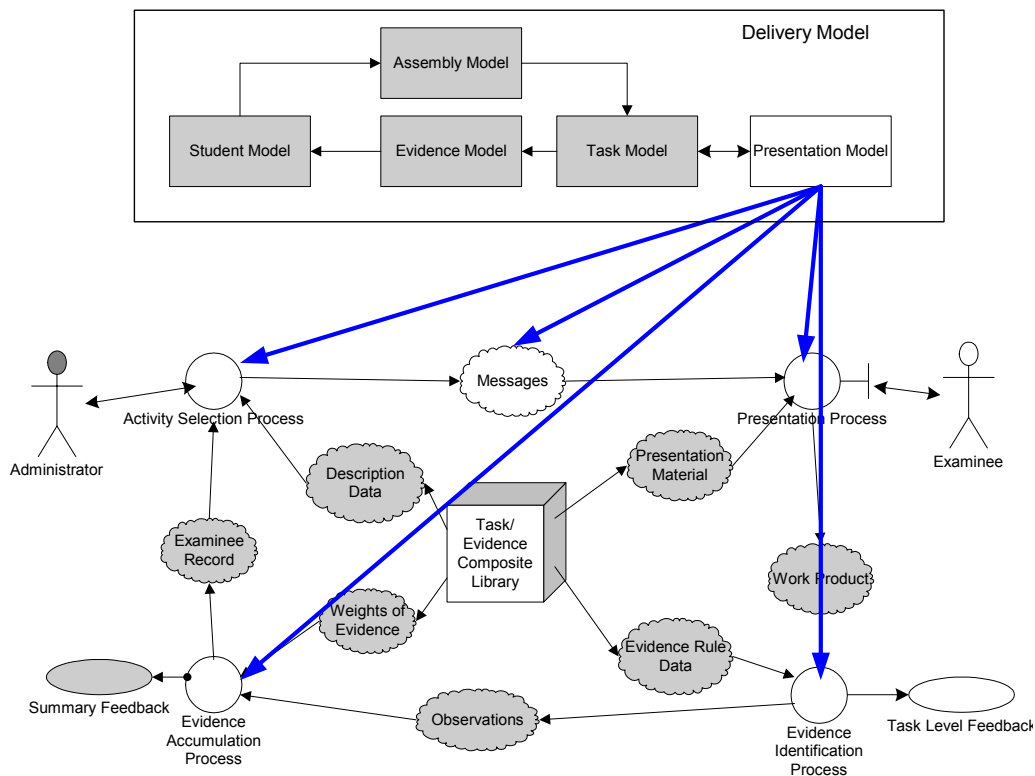 Delivery Model
Assembly Model
Student Model
Evidence Model
Task Model
Presentation Model
Messages
Activity Selection Process
Presentation Process
Administrator
Examinee
Description
Data
Presentation
Material
Task/
Evidence
Composite
Library
Examinee
Record
Work Product
Weights of
Evidence
Evidence Rule
Data
Summary Feedback
Evidence
Accumulation
Process
Observations
Evidence
Identification
Process
Task Level Feedback